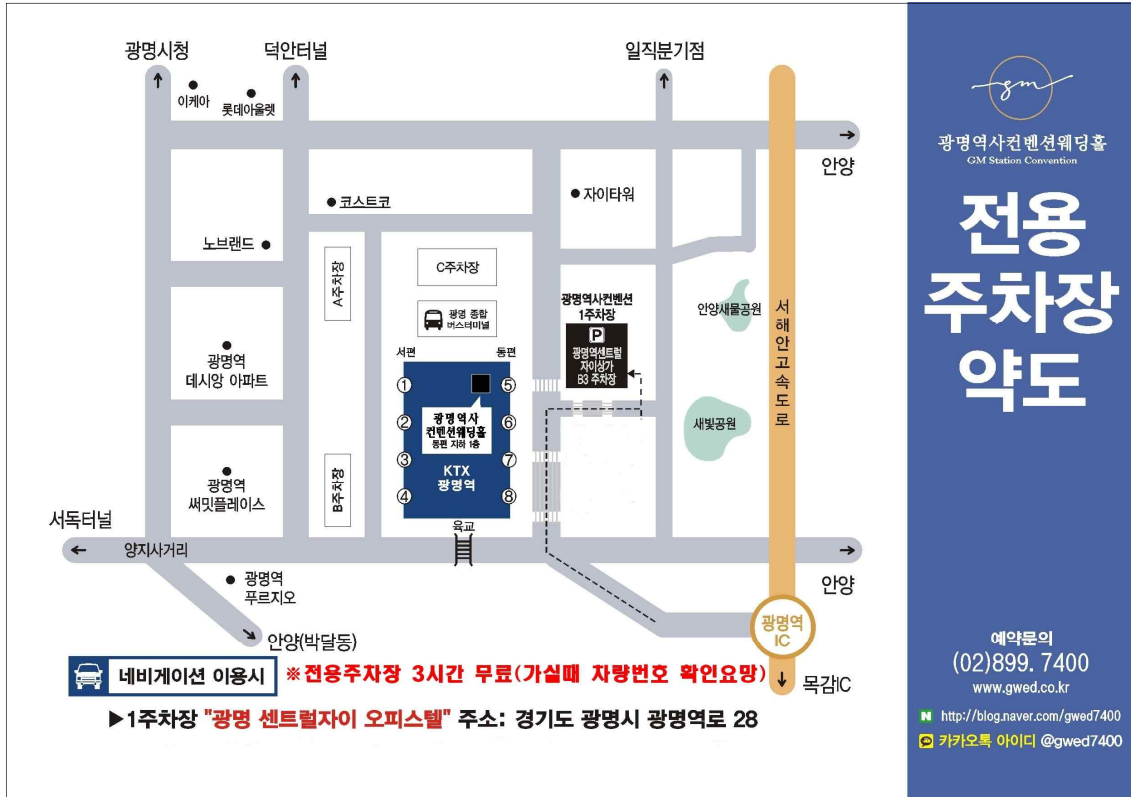 광명시청
덕안터널
일직분기점
이케아
롯데아울렛
안양
코스트코
자이타워
노브랜드
A주차장
C주차장
광명 종합
버스터미널
광명역사컨벤션
1주차장
P
광명역센트럴
자이상가
B3 주차장
안양새물공원
서해안고속도로
광명역
데시앙 아파트
서편
동편
①
⑤
②
⑥
③
⑦
④
⑧
광명역사
컨벤션웨딩홀
동편 지하 1층
KTX
광명역
새빛공원
광명역
써밋플레이스
B주차장
서독터널
육교
양지사거리
안양
광명역
푸르지오
안양(박달동)
광명역
IC
목감IC
네비게이션 이용시
※전용주차장 3시간 무료(가실때 차량번호 확인요망)
▶1주차장 "광명 센트럴자이 오피스텔" 주소: 경기도 광명시 광명역로 28
gm
광명역사컨벤션웨딩홀
GM Station Convention
전용
주차장
약도
예약문의
(02)899. 7400
www.gwed.co.kr
N http://blog.naver.com/gwed7400
카카오톡 아이디 @gwed7400